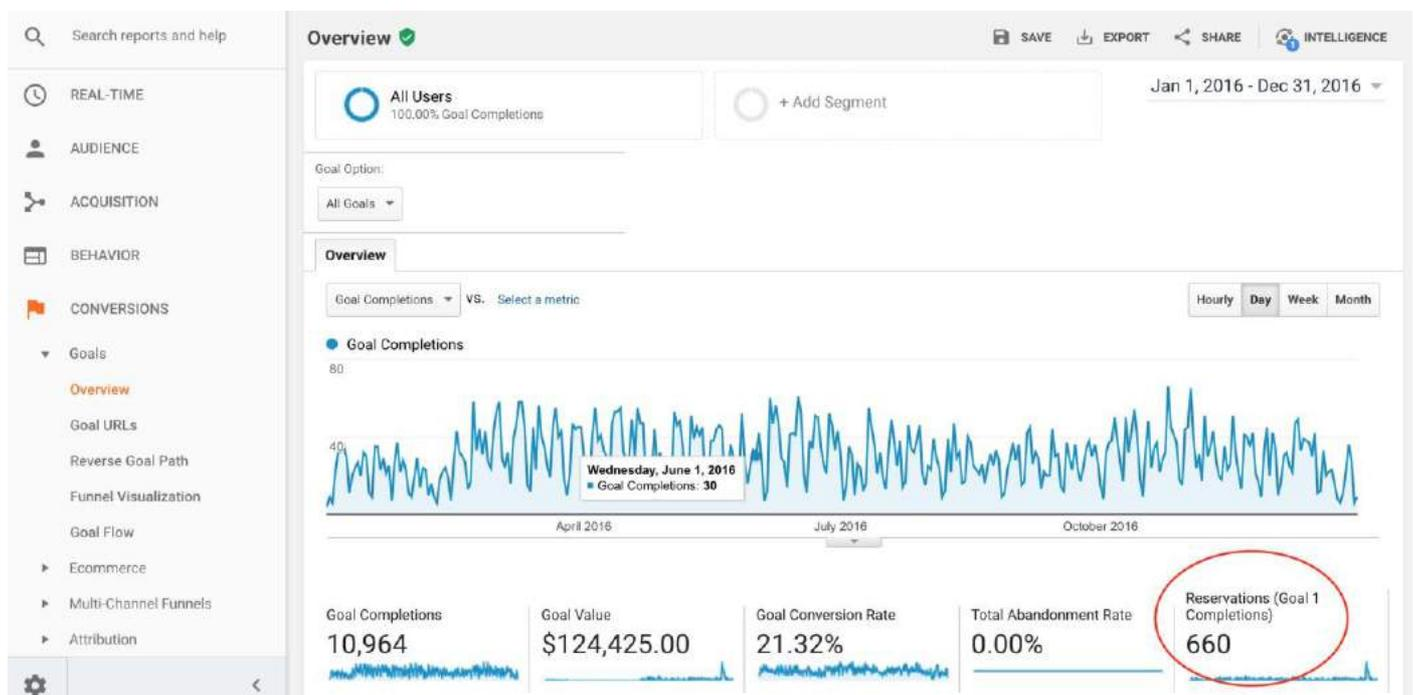 Search reports and help
REAL-TIME
AUDIENCE
ACQUISITION
BEHAVIOR
CONVERSIONS
Goals
Overview
Goal URLs
Reverse Goal Path
Funnel Visualization
Goal Flow
Ecommerce
Multi-Channel Funnels
Attribution
Overview
SAVE
EXPORT
SHARE
1
INTELLIGENCE
All Users
100.00% Goal Completions
+ Add Segment
Jan 1, 2016 - Dec 31, 2016
Goal Option:
All Goals
Overview
Goal Completions
VS.
Select a metric
Hourly
Day
Week
Month
Goal Completions
80
40
Wednesday, June 1, 2016
Goal Completions: 30
April 2016
July 2016
October 2016
Goal Completions
10,964
Goal Value
$124,425.00
Goal Conversion Rate
21.32%
Total Abandonment Rate
0.00%
Reservations (Goal 1
Completions)
660